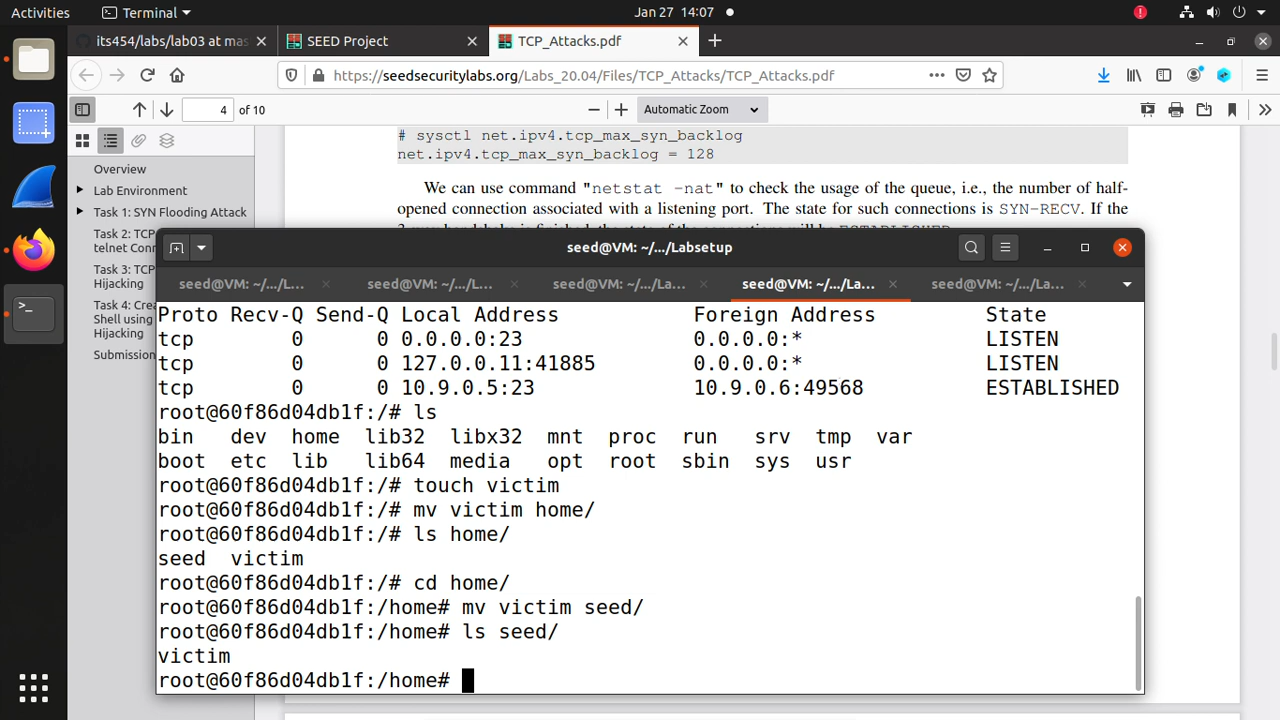 Activities
Terminal
Jan 27 14:07
its454/labs/lab03 at mas
SEED Project
TCP_Attacks.pdf
https://seedsecuritylabs.org/Labs_20.04/Files/TCP_Attacks/TCP_Attacks.pdf
4 of 10
Automatic Zoom
Overview
Lab Environment
Task 1: SYN Flooding Attack
Task 2: TCP
telnet Conn
Task 3: TCP
Hijacking
Task 4: Crea
Shell using
Hijacking
Submission
# sysctl net.ipv4.tcp_max_syn_backlog
net.ipv4.tcp_max_syn_backlog = 128
We can use command "netstat -nat" to check the usage of the queue, i.e., the number of half-
opened connection associated with a listening port. The state for such connections is SYN-RECV. If the
seed@VM: ~/.../Labsetup
seed@VM: ~/.../L...
seed@VM: ~/.../L...
seed@VM: ~/.../La...
seed@VM: ~/.../La...
seed@VM: ~/.../La...
Proto Recv-Q Send-Q Local Address Foreign Address State
tcp 0 0 0.0.0.0:23 0.0.0.0:* LISTEN
tcp 0 0 127.0.0.11:41885 0.0.0.0:* LISTEN
tcp 0 0 10.9.0.5:23 10.9.0.6:49568 ESTABLISHED
root@60f86d04db1f:/# ls
bin dev home lib32 libx32 mnt proc run srv tmp var
boot etc lib lib64 media opt root sbin sys usr
root@60f86d04db1f:/# touch victim
root@60f86d04db1f:/# mv victim home/
root@60f86d04db1f:/# ls home/
seed victim
root@60f86d04db1f:/# cd home/
root@60f86d04db1f:/home# mv victim seed/
root@60f86d04db1f:/home# ls seed/
victim
root@60f86d04db1f:/home#